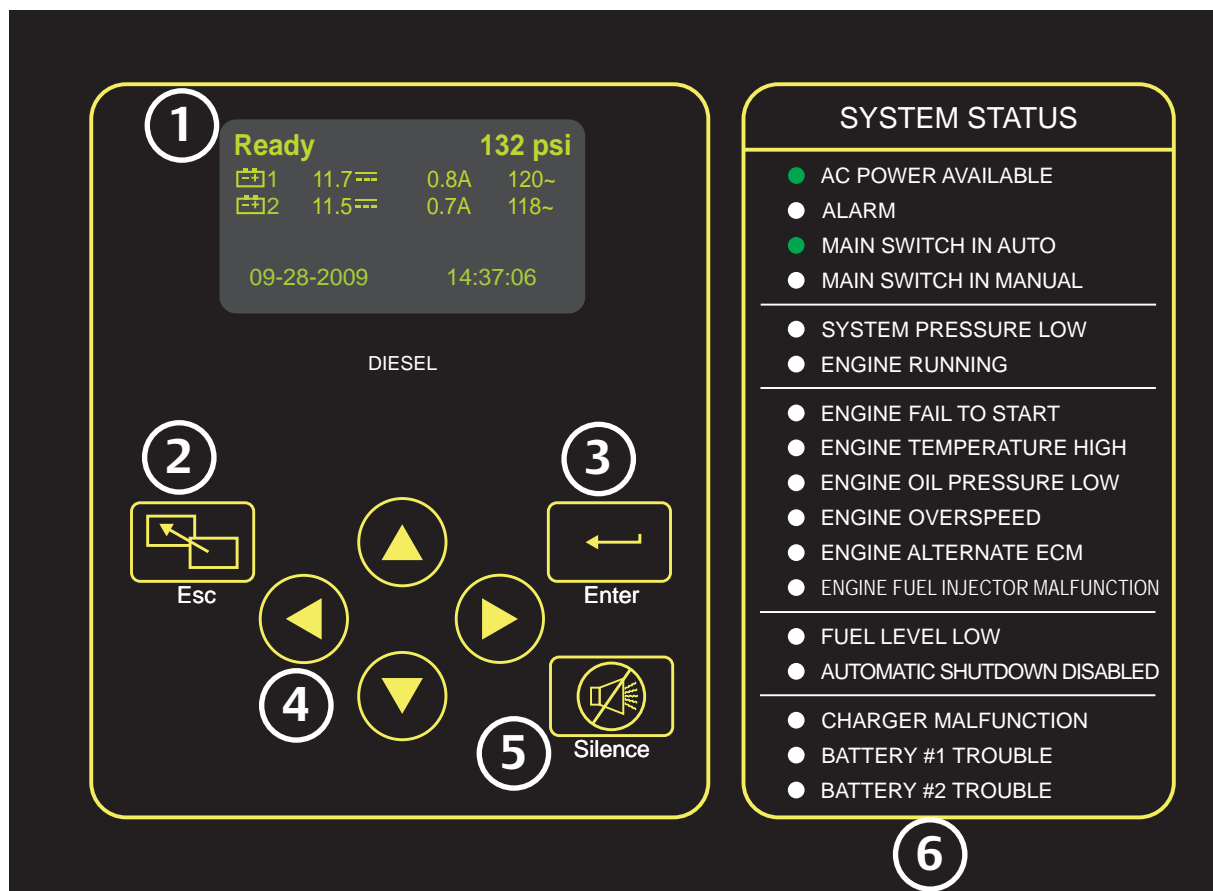 1
Ready 132 psi
1 11.7 0.8A 120~
2 11.5 0.7A 118~
09-28-2009 14:37:06
DIESEL
2
Esc
3
Enter
4
5
Silence
SYSTEM STATUS
AC POWER AVAILABLE
ALARM
MAIN SWITCH IN AUTO
MAIN SWITCH IN MANUAL
SYSTEM PRESSURE LOW
ENGINE RUNNING
ENGINE FAIL TO START
ENGINE TEMPERATURE HIGH
ENGINE OIL PRESSURE LOW
ENGINE OVERSPEED
ENGINE ALTERNATE ECM
ENGINE FUEL INJECTOR MALFUNCTION
FUEL LEVEL LOW
AUTOMATIC SHUTDOWN DISABLED
CHARGER MALFUNCTION
BATTERY #1 TROUBLE
BATTERY #2 TROUBLE
6